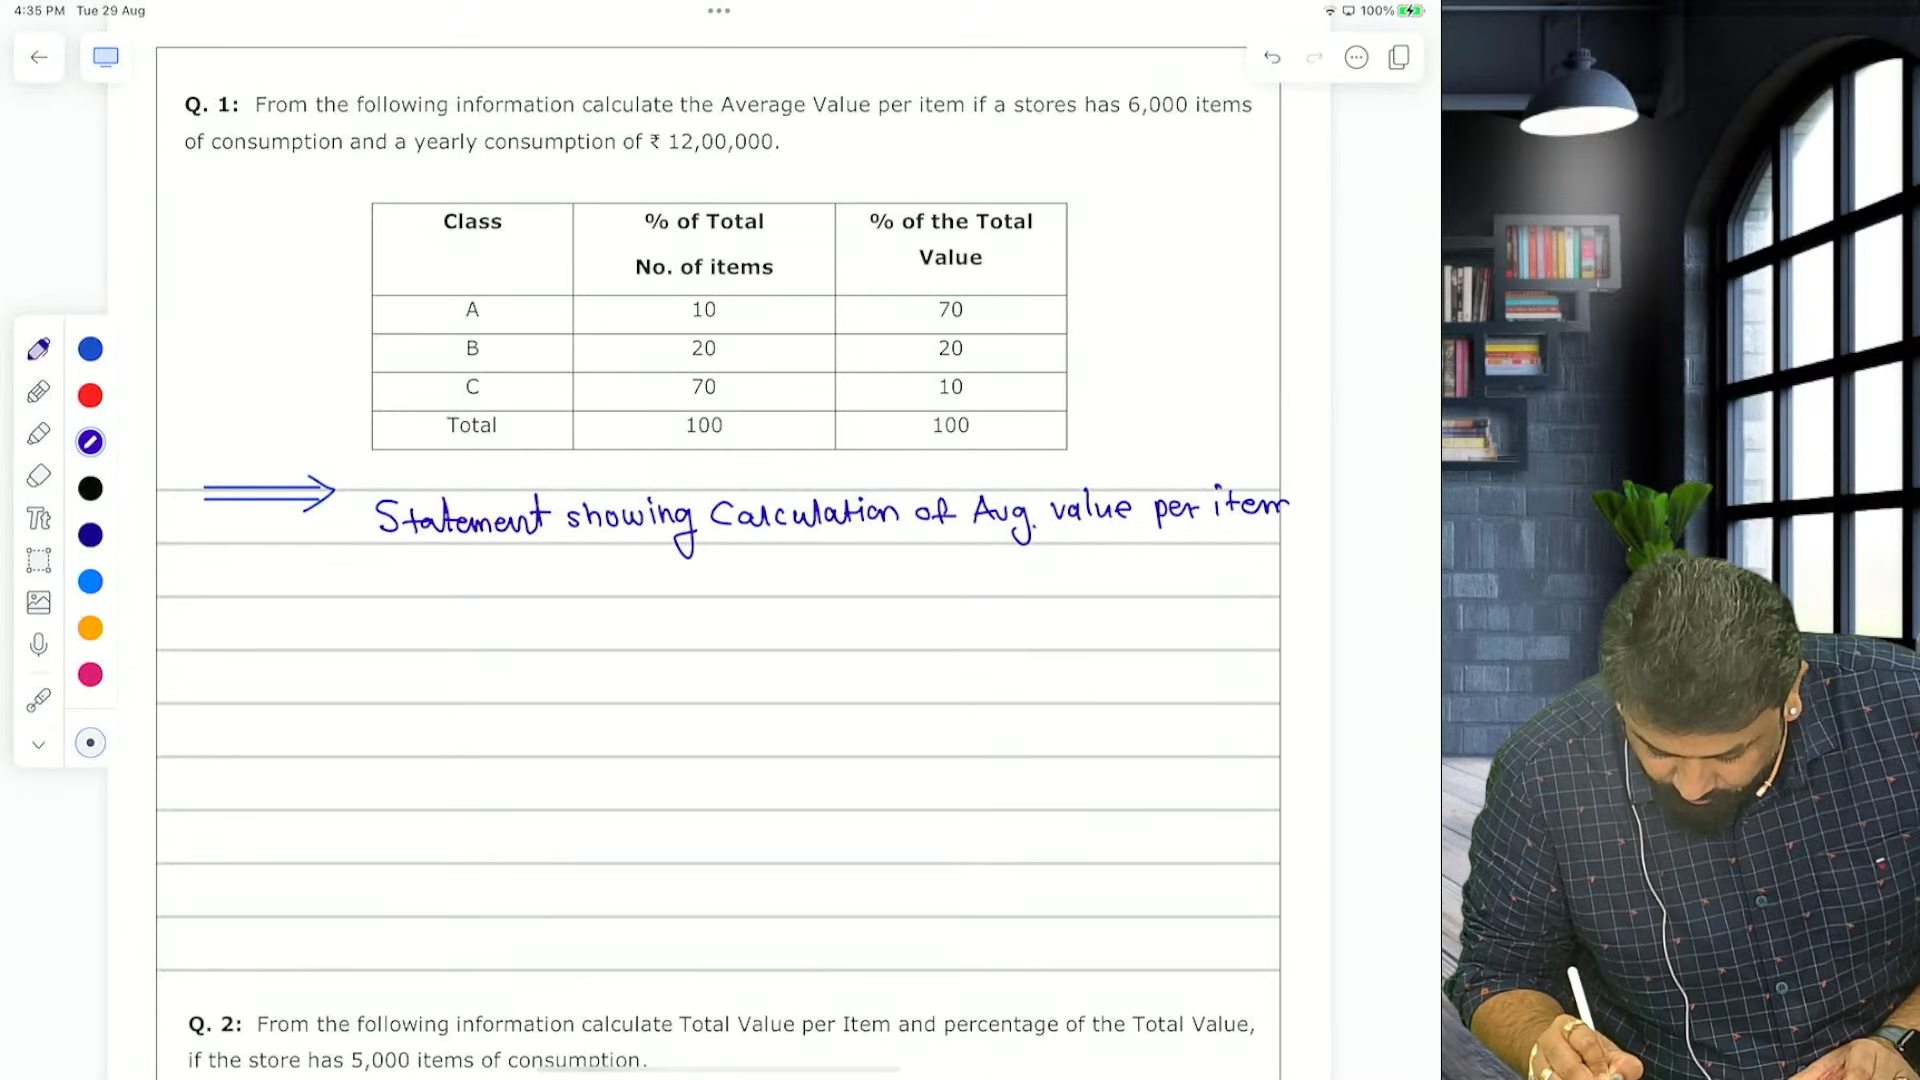 4:35 PM Tue 29 Aug
100%
Q. 1: From the following information calculate the Average Value per item if a stores has 6,000 items
of consumption and a yearly consumption of ₹ 12,00,000.
Class % of Total No. of items % of the Total Value
A 10 70
B 20 20
C 70 10
Total 100 100
Statement showing Calculation of Avg. value per item
Tt
Q. 2: From the following information calculate Total Value per Item and percentage of the Total Value,
if the store has 5,000 items of consumption.